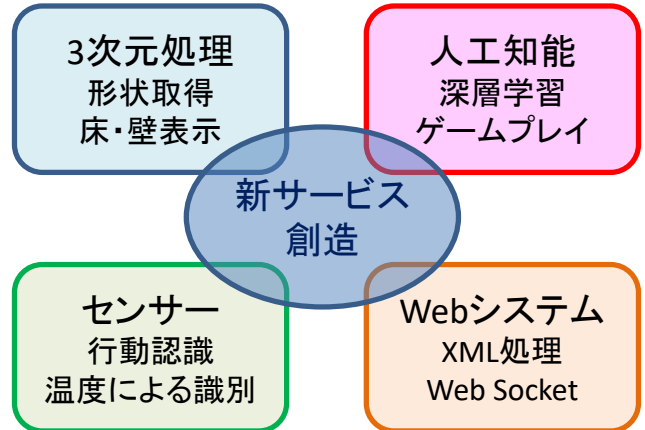 3次元処理
形状取得
床・壁表示
人工知能
深層学習
ゲームプレイ
新サービス
創造
センサー
行動認識
温度による識別
Webシステム
XML処理
Web Socket